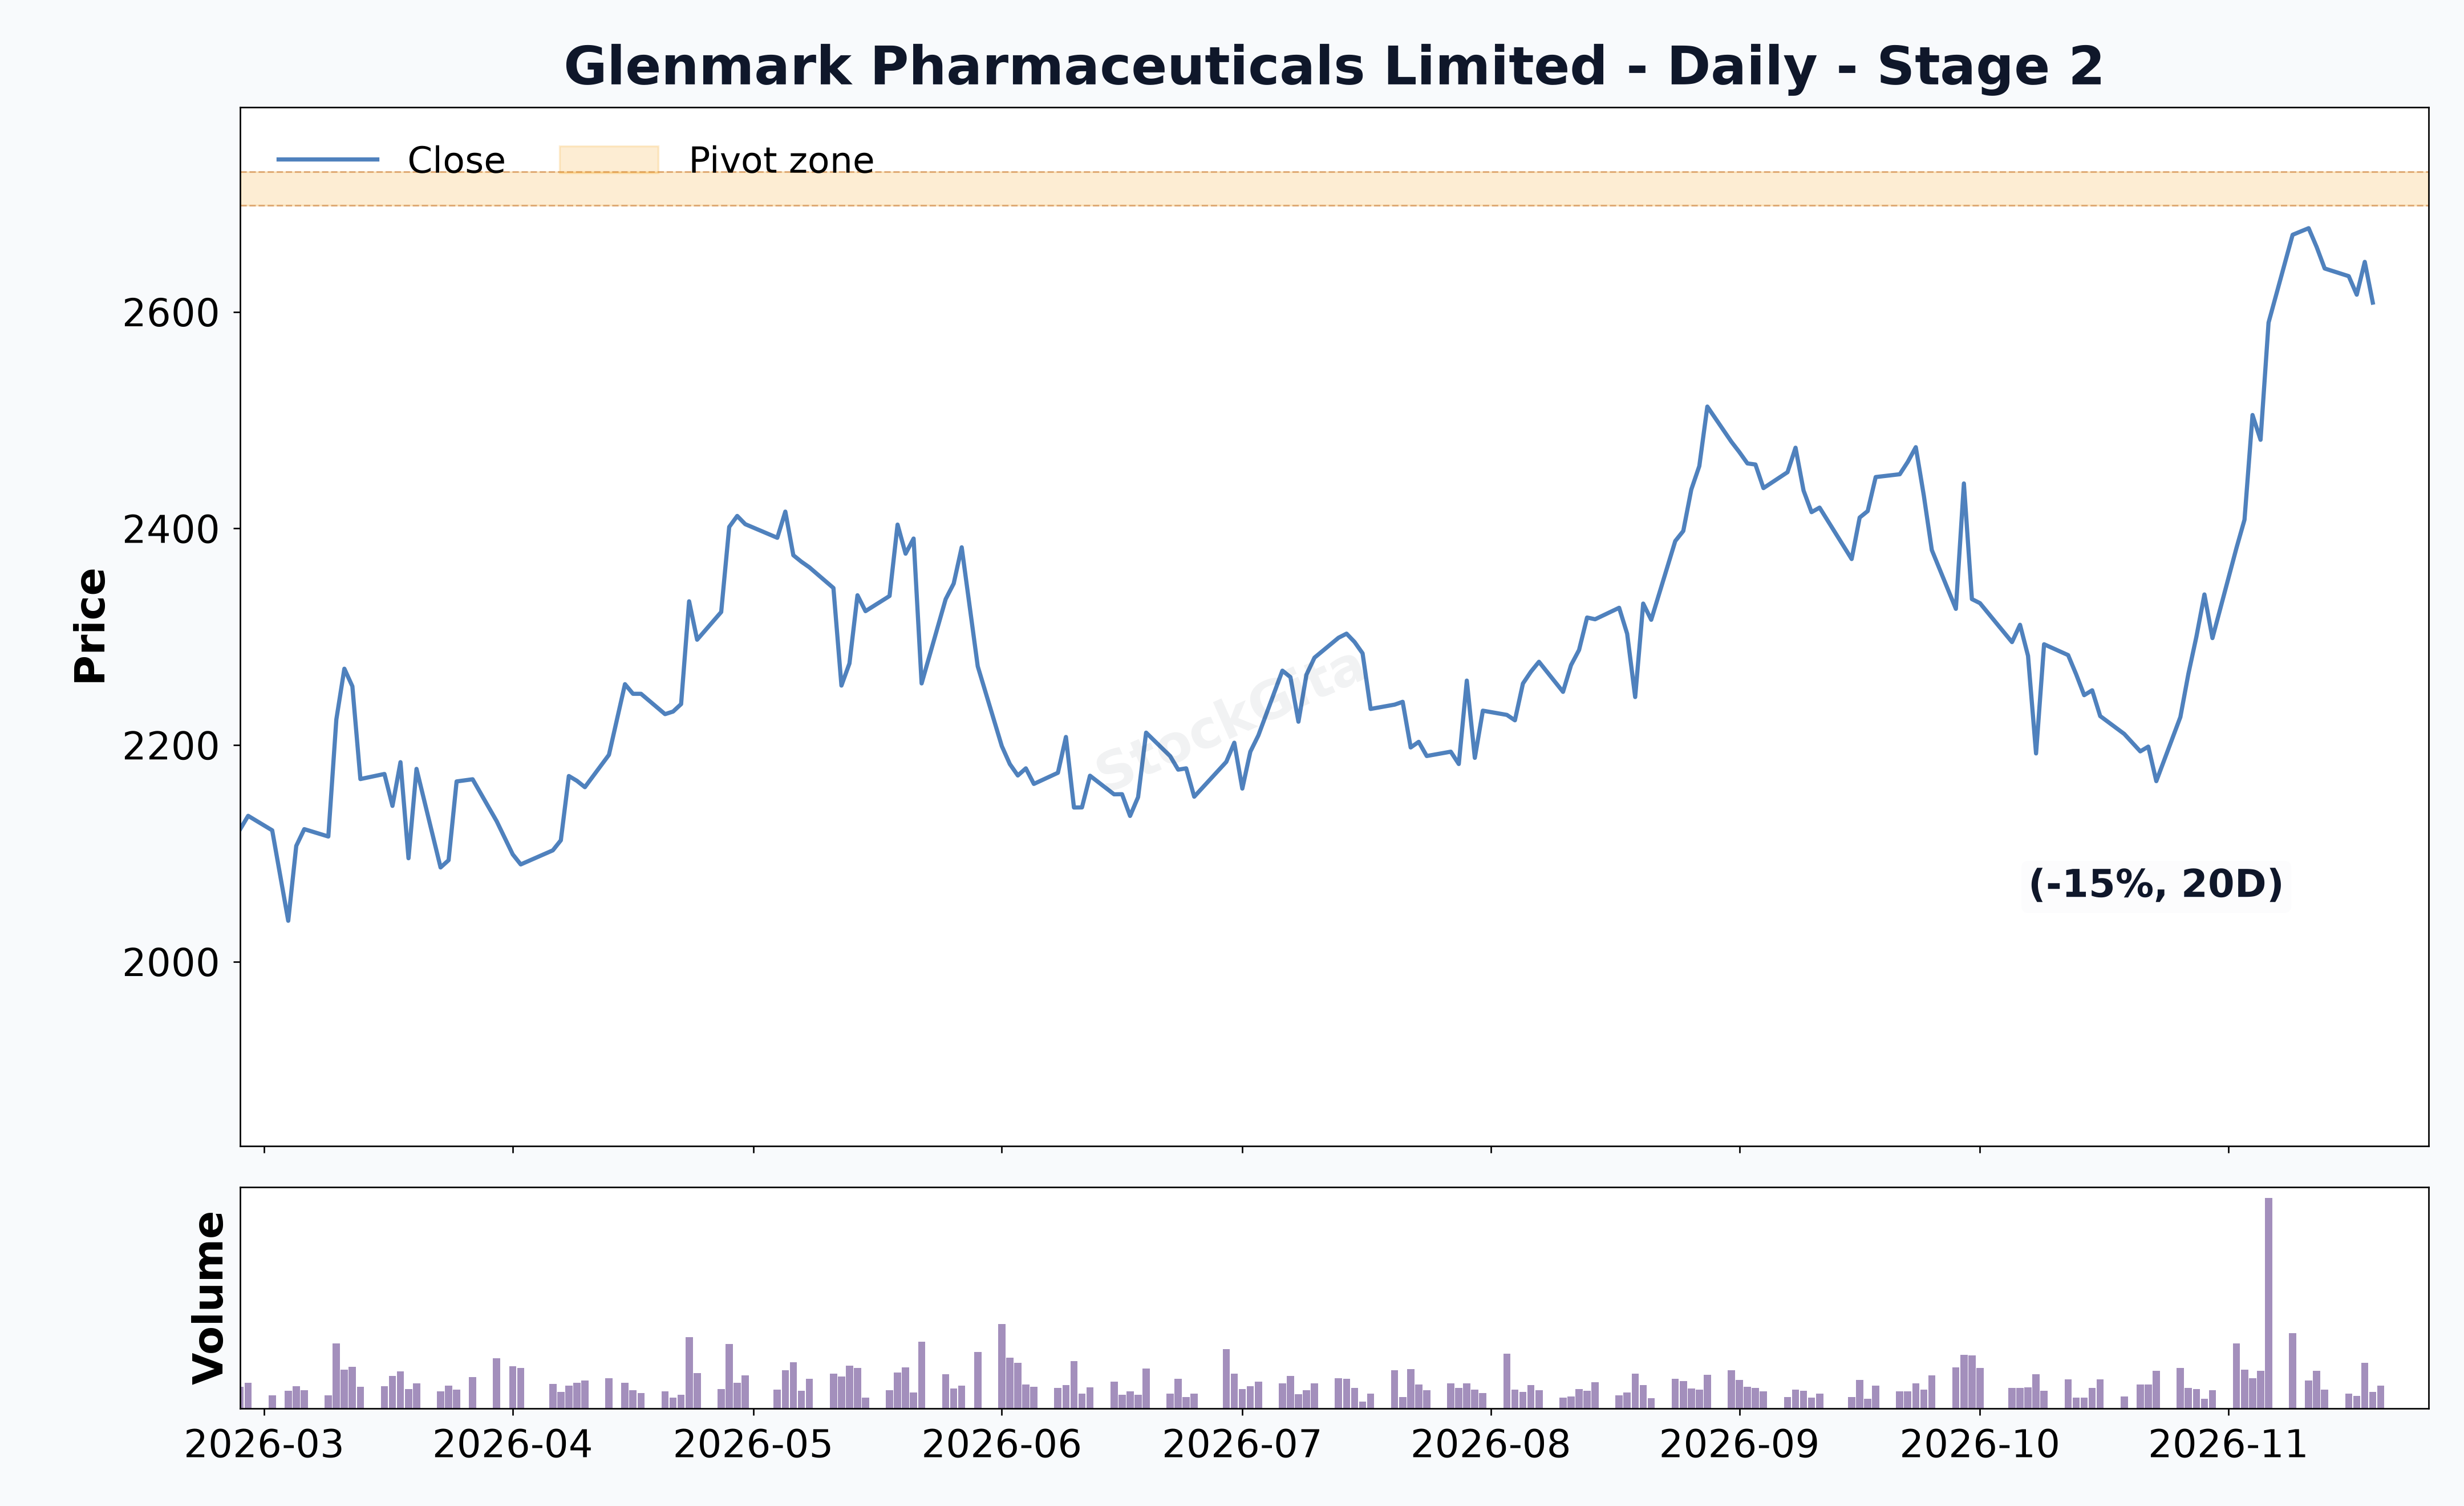 Glenmark Pharmaceuticals Limited - Daily - Stage 2
Close
Pivot zone
Price
2600
2400
2200
2000
StockGita
(-15%, 20D)
Volume
2026-03
2026-04
2026-05
2026-06
2026-07
2026-08
2026-09
2026-10
2026-11